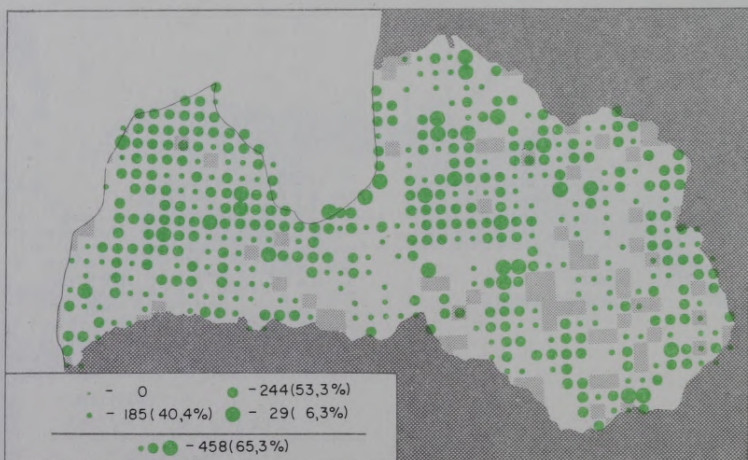 - 0
- 244 (53,3%)
- 185 (40,4%)
- 29 ( 6,3%)
- 458 (65,3%)